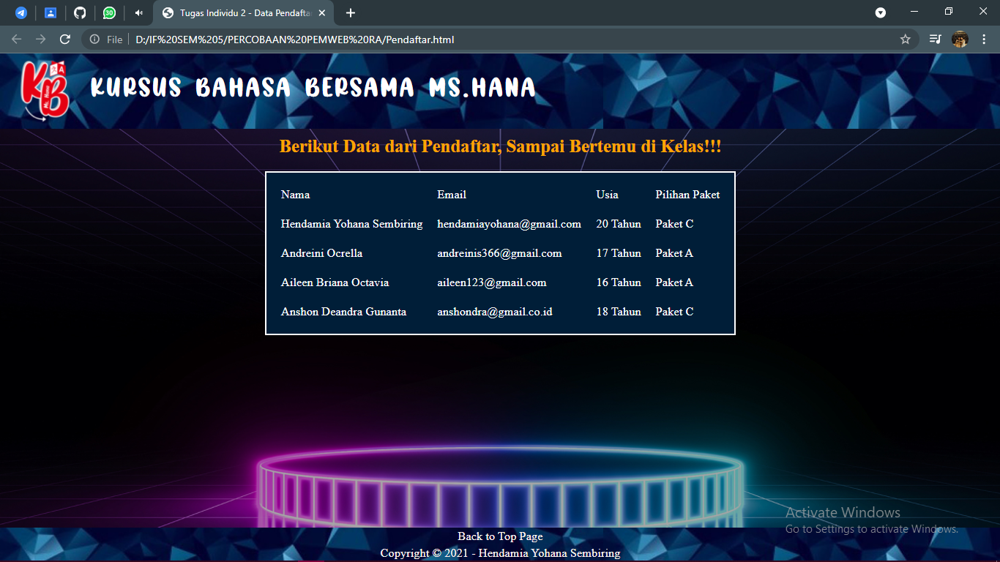 30
Tugas Individu 2 - Data Pendafta
File
D:/IF%20SEM%205/PERCOBAAN%20PEMWEB%20RA/Pendaftar.html
KB
KURSUS BAHASA BERSAMA MS.HANA
Berikut Data dari Pendaftar, Sampai Bertemu di Kelas!!!
Nama Email Usia Pilihan Paket
Hendamia Yohana Sembiring hendamiayohana@gmail.com 20 Tahun Paket C
Andreini Ocrella andreinis366@gmail.com 17 Tahun Paket A
Aileen Briana Octavia aileen123@gmail.com 16 Tahun Paket A
Anshon Deandra Gunanta anshondra@gmail.co.id 18 Tahun Paket C
Activate Windows
Go to Settings to activate Windows.
Back to Top Page
Copyright © 2021 - Hendamia Yohana Sembiring